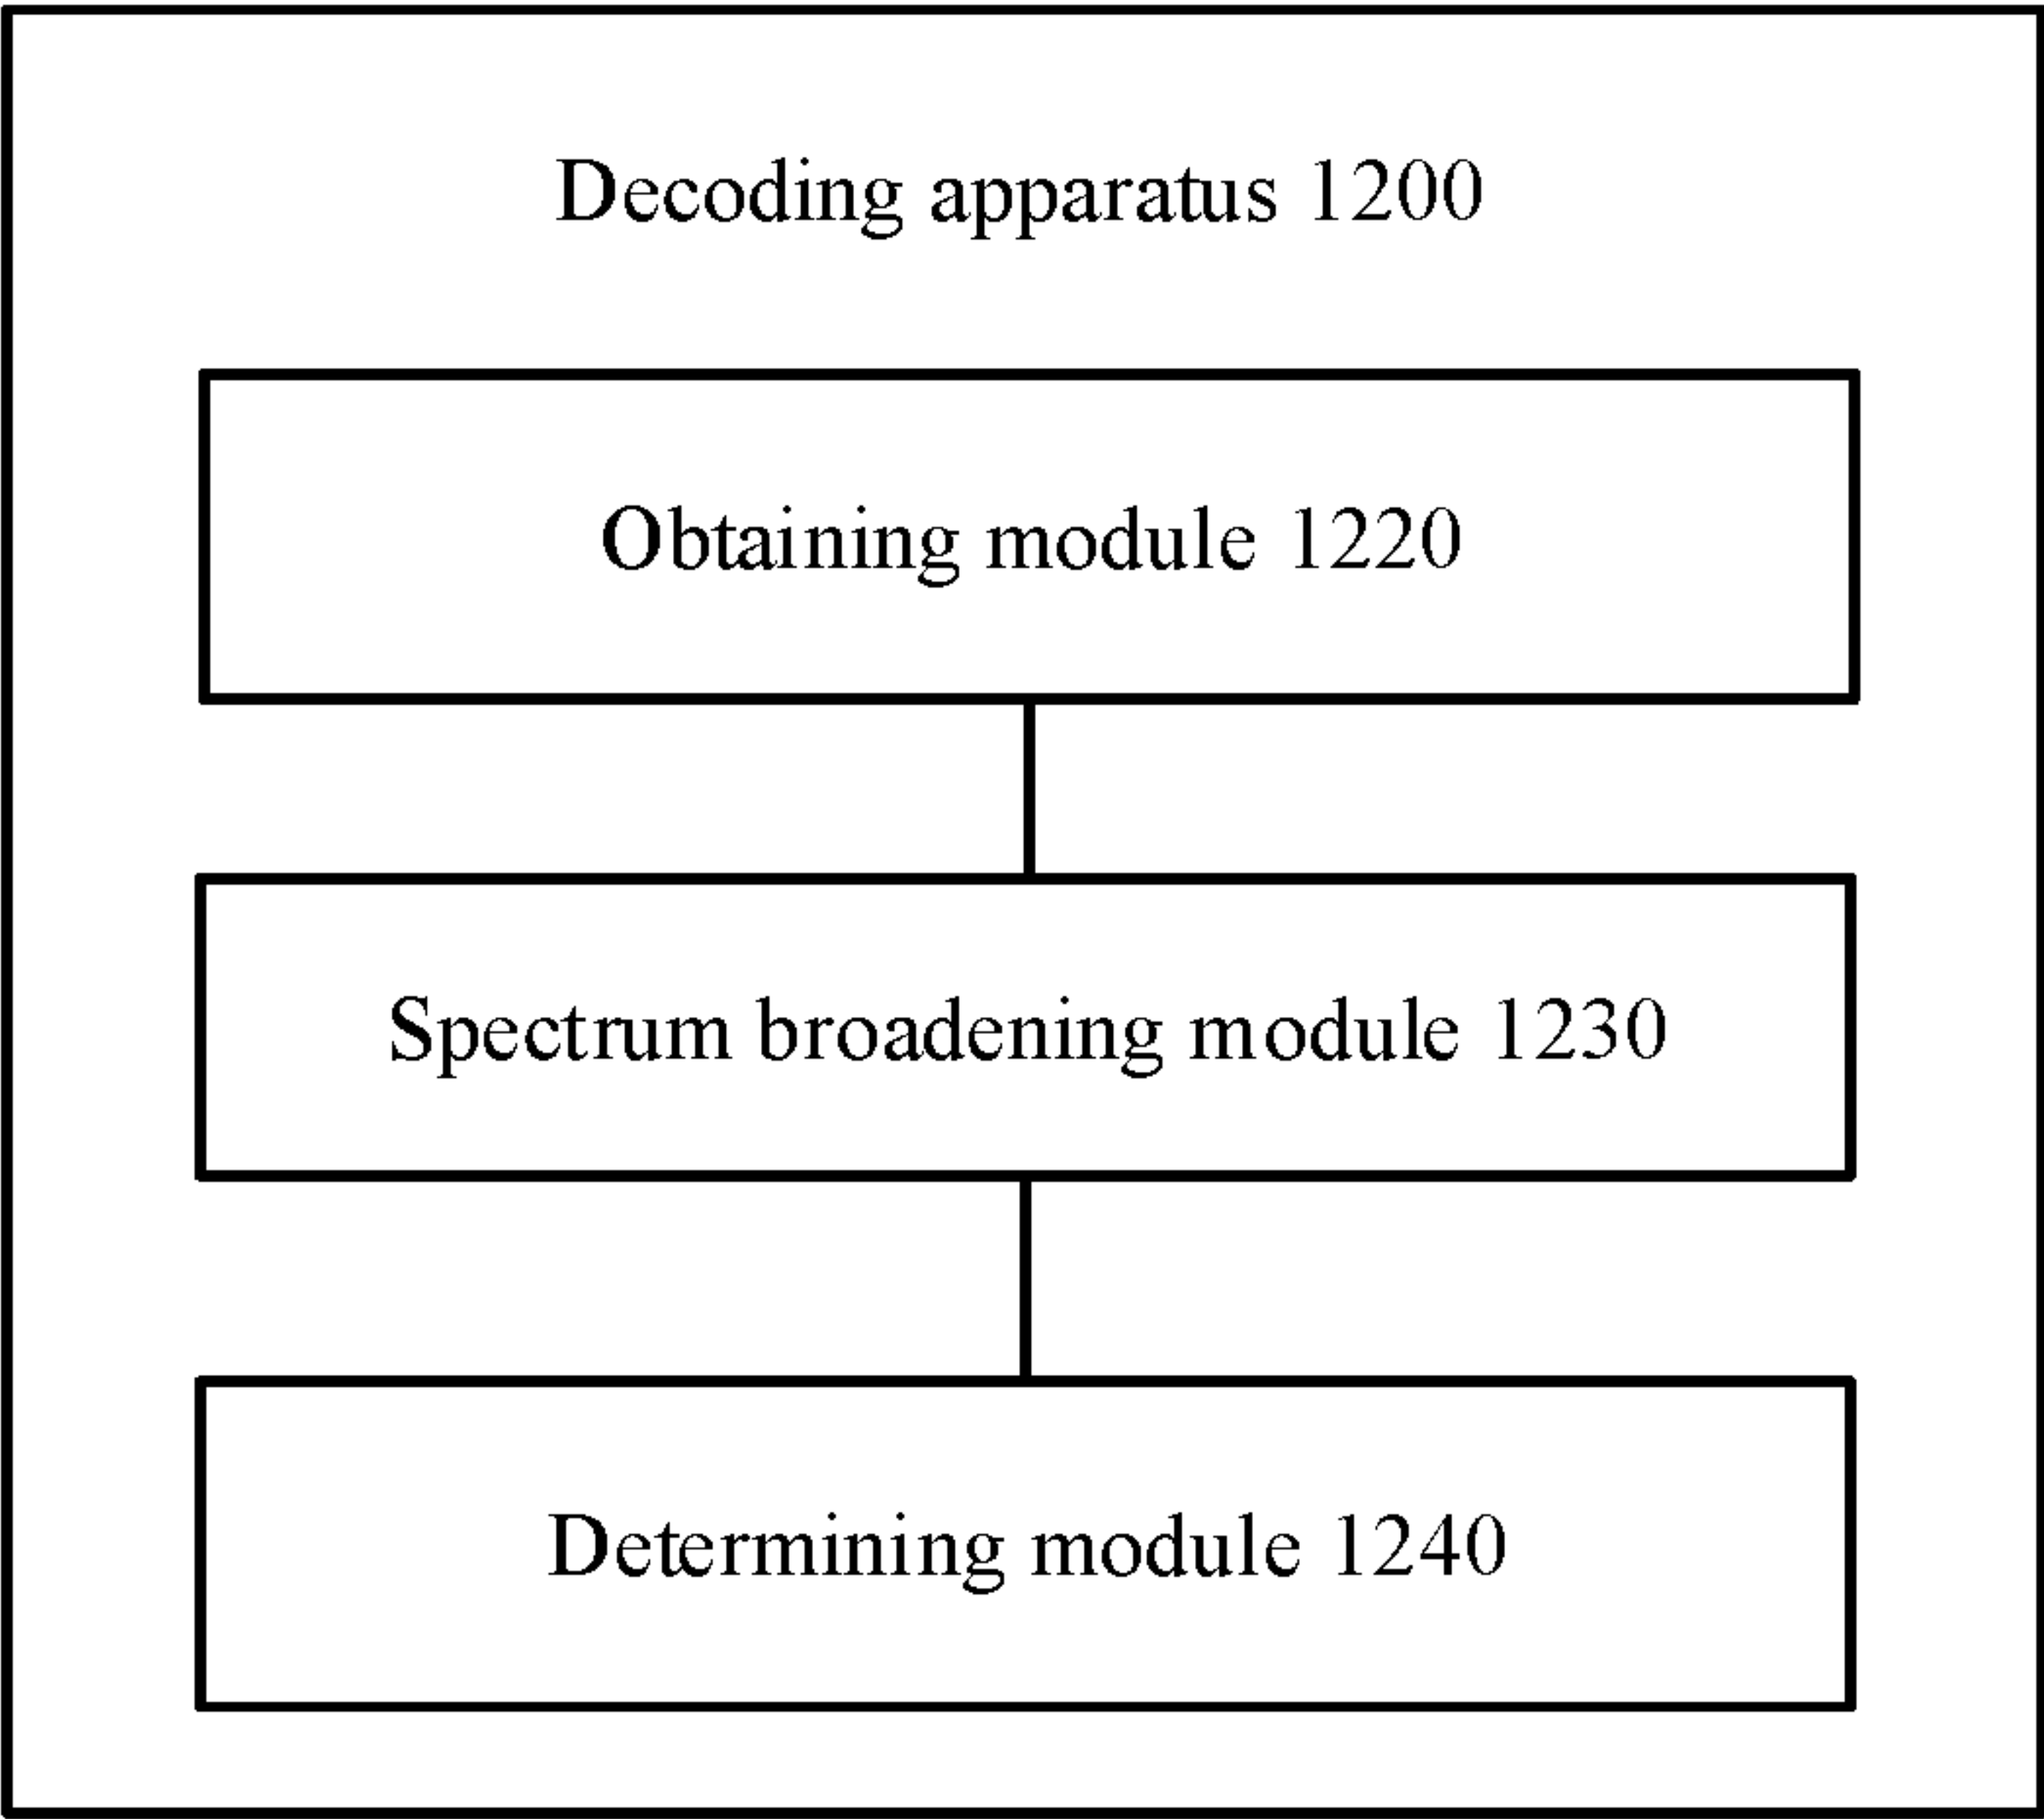 Decoding apparatus 1200
Obtaining module 1220
Spectrum broadening module 1230
Determining module 1240